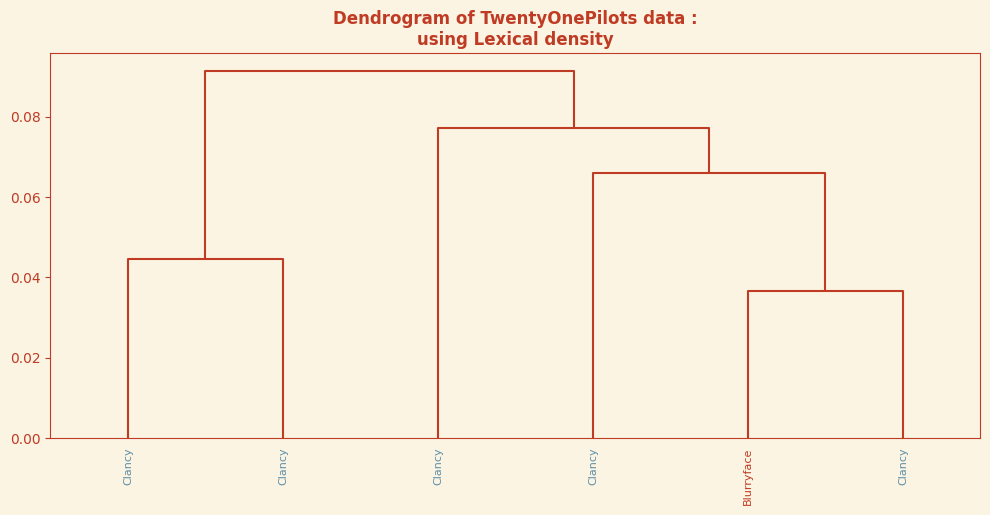 Dendrogram of TwentyOnePilots data :
using Lexical density
0.08
0.06
0.04
0.02
0.00
Clancy
Clancy
Clancy
Clancy
Blurryface
Clancy